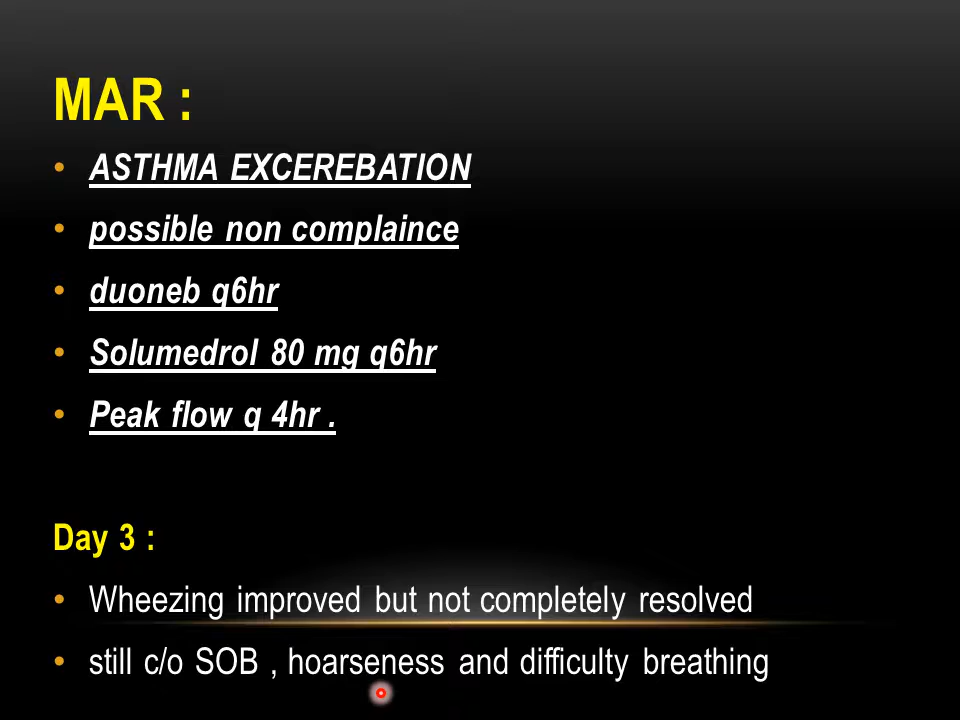 MAR :
• ASTHMA EXCEREBATION
• possible non complaince
• duoneb q6hr
• Solumedrol 80 mg q6hr
• Peak flow q 4hr .
Day 3 :
• Wheezing improved but not completely resolved
• still c/o SOB , hoarseness and difficulty breathing